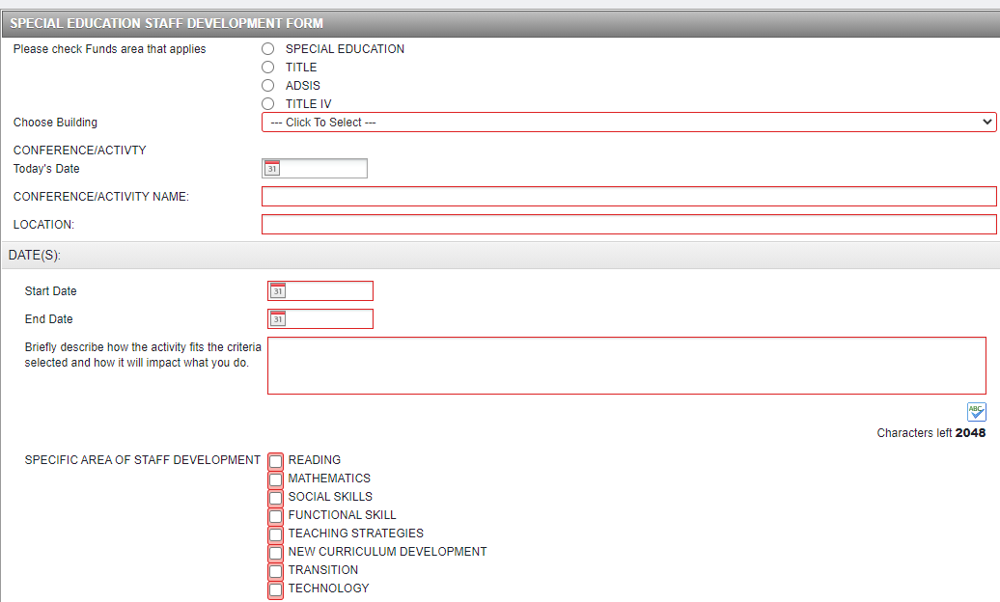 SPECIAL EDUCATION STAFF DEVELOPMENT FORM
Please check Funds area that applies
SPECIAL EDUCATION
TITLE
ADSIS
TITLE IV
Choose Building
--- Click To Select ---
CONFERENCE/ACTIVTY
Today's Date
31
CONFERENCE/ACTIVITY NAME:
LOCATION:
DATE(S):
Start Date
31
End Date
31
Briefly describe how the activity fits the criteria
selected and how it will impact what you do.
ABC
Characters left 2048
SPECIFIC AREA OF STAFF DEVELOPMENT
READING
MATHEMATICS
SOCIAL SKILLS
FUNCTIONAL SKILL
TEACHING STRATEGIES
NEW CURRICULUM DEVELOPMENT
TRANSITION
TECHNOLOGY